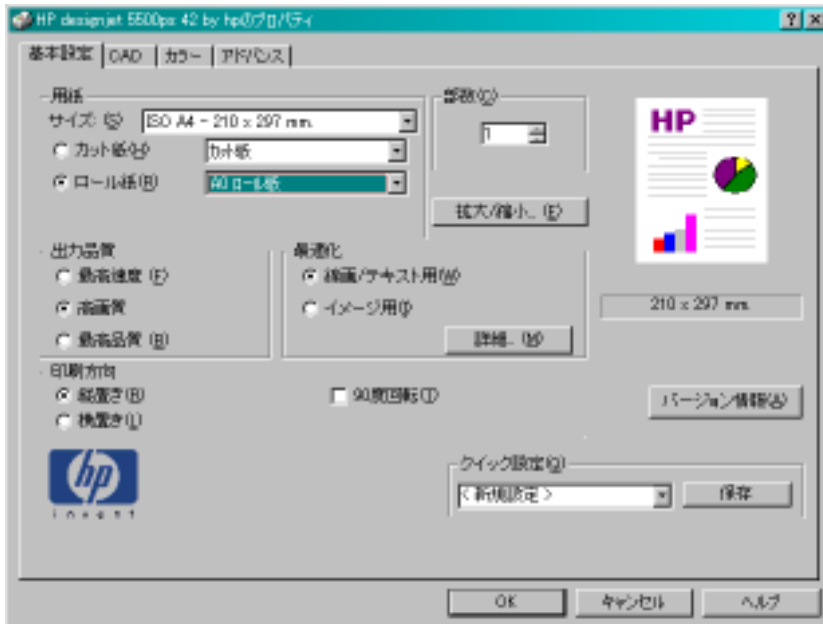 HP designjet 5500ps 42 by hpのプロパティ
基本設定 CAD カラー アドバンス
用紙
サイズ: (S) ISO A4 - 210 x 297 mm.
カット紙(H) カット紙
ロール紙(R) A0 ロール紙
部数(C)
1
拡大/縮小... (E)
HP
210 x 297 mm.
出力品質
最高速度 (F)
高画質
最高品質 (B)
最適化
線画/テキスト用(W)
イメージ用(I)
詳細... (M)
印刷方向
縦置き(R)
横置き(L)
90度回転(T)
バージョン情報(A)
クイック設定(Q)
< 新規設定 > 保存
hp
invent
OK キャンセル ヘルプ